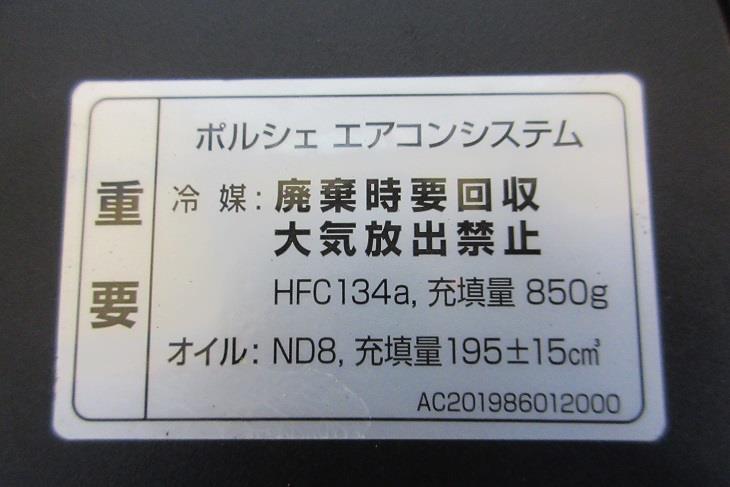 重要
ポルシェ エアコンシステム
冷 媒: 廃棄時要回収
大気放出禁止
HFC134a, 充填量 850g
オイル: ND8, 充填量195±15cm³
AC201986012000